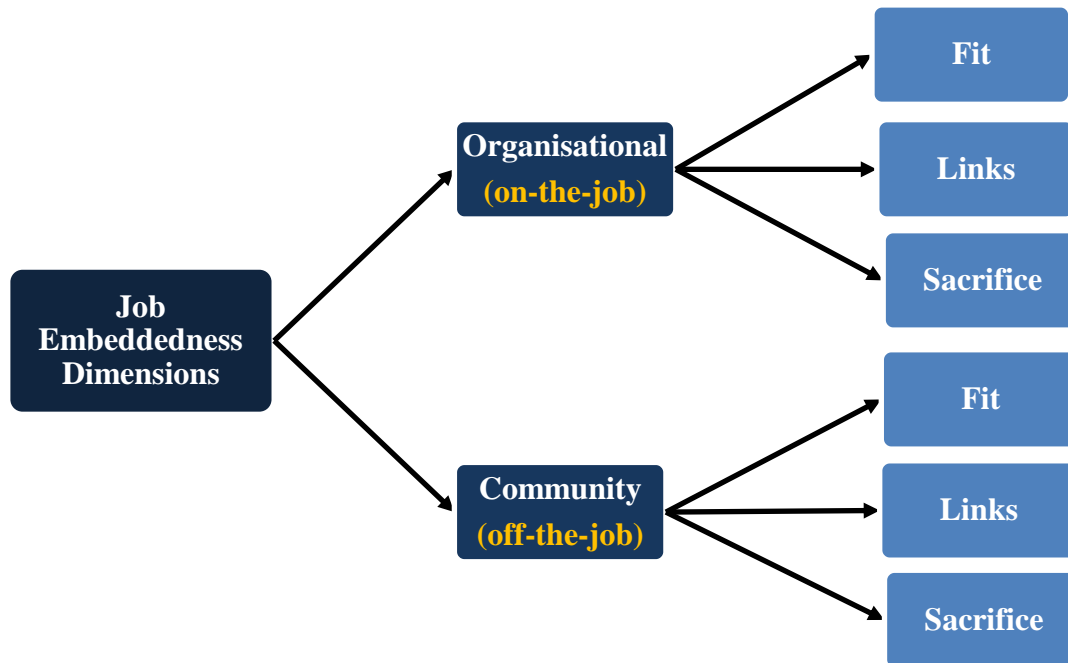 Job
Embeddedness
Dimensions
Organisational
(on-the-job)
Fit
Links
Sacrifice
Community
(off-the-job)
Fit
Links
Sacrifice